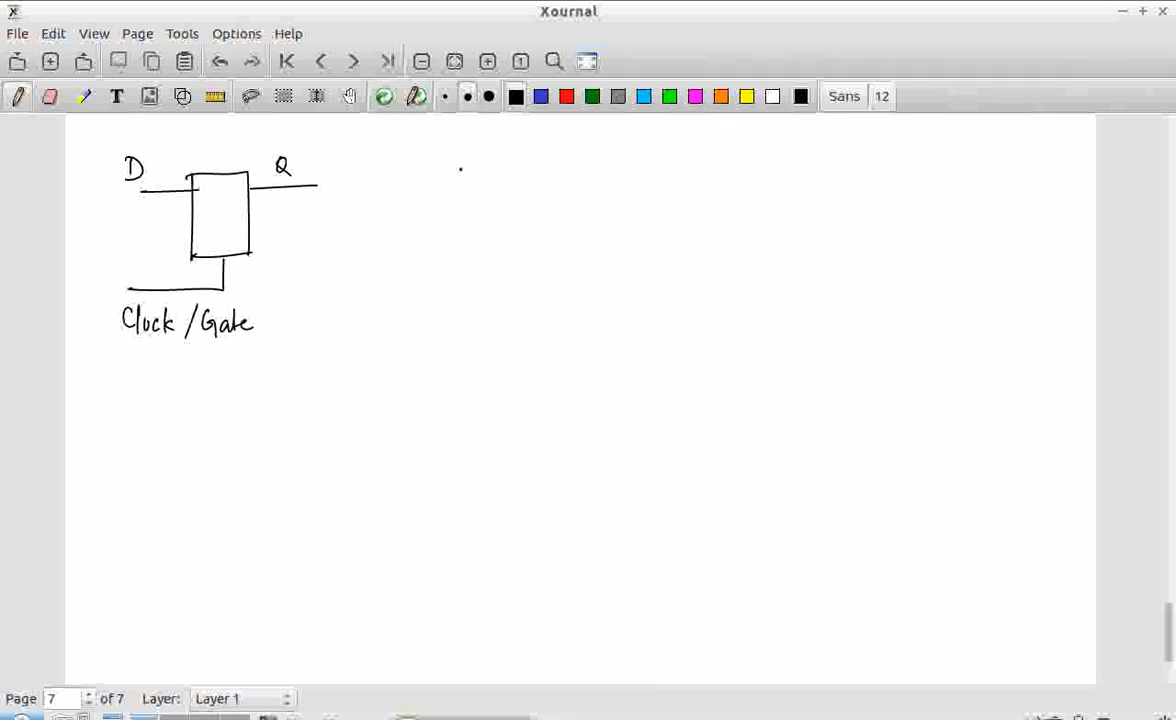 Xournal
File Edit View Page Tools Options Help
T Sans 12
D Q
Clock / Gate
Page 7 of 7 Layer: Layer 1